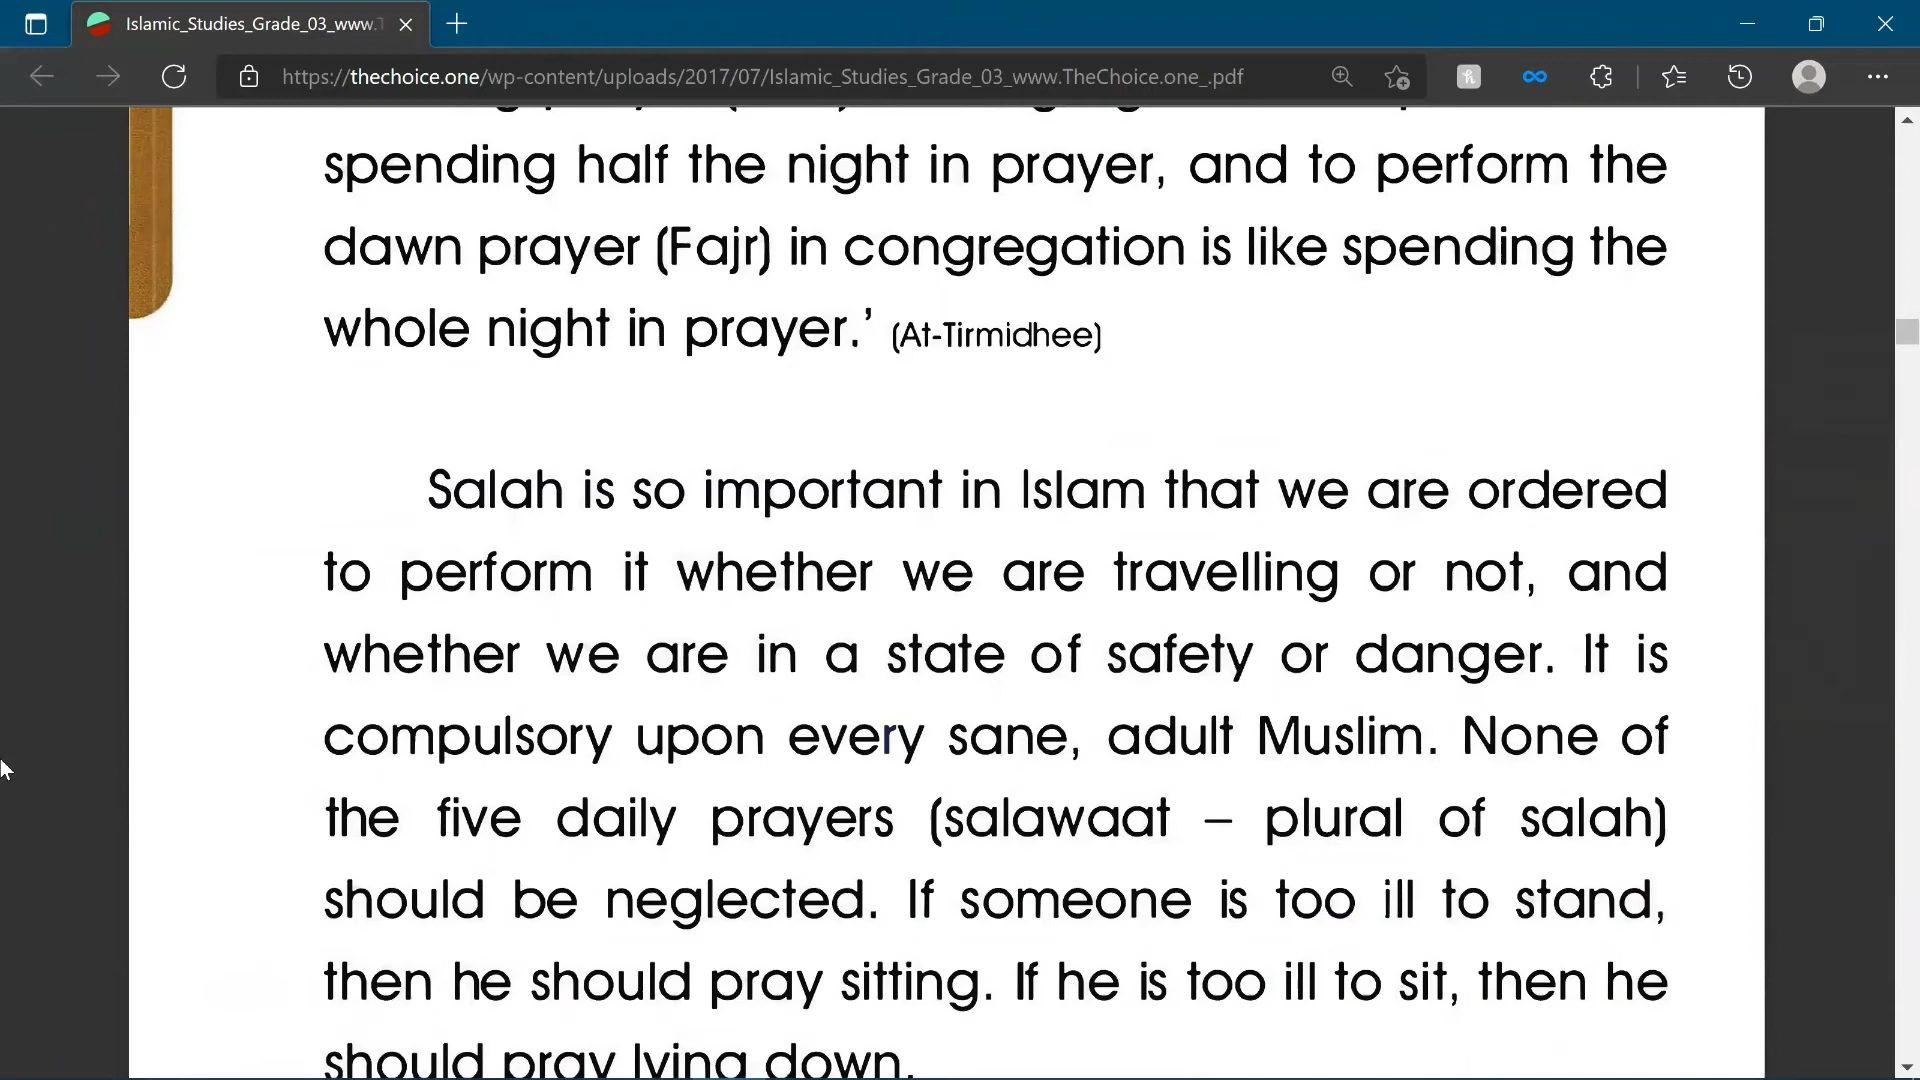 Islamic_Studies_Grade_03_www.T
https://thechoice.one/wp-content/uploads/2017/07/Islamic_Studies_Grade_03_www.TheChoice.one_.pdf
spending half the night in prayer, and to perform the
dawn prayer (Fajr) in congregation is like spending the
whole night in prayer.’ (At-Tirmidhee)
Salah is so important in Islam that we are ordered
to perform it whether we are travelling or not, and
whether we are in a state of safety or danger. It is
compulsory upon every sane, adult Muslim. None of
the five daily prayers (salawaat – plural of salah)
should be neglected. If someone is too ill to stand,
then he should pray sitting. If he is too ill to sit, then he
should pray lying down.